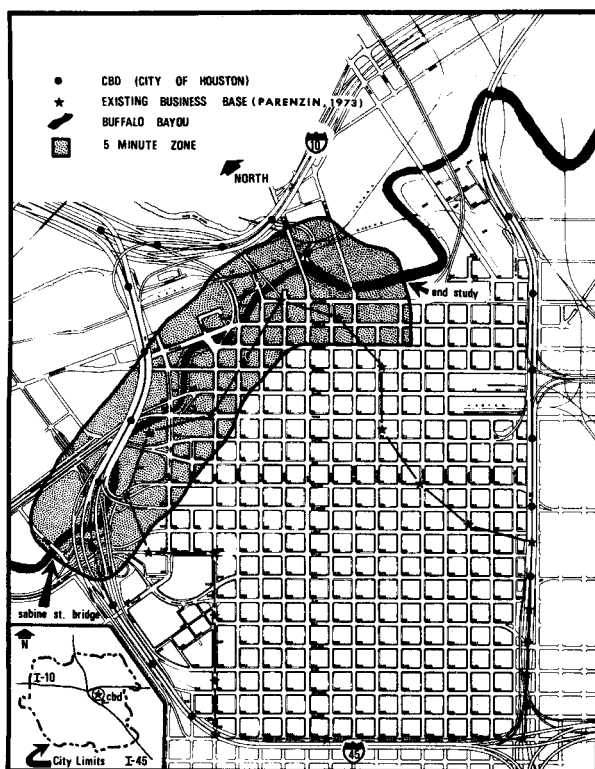 CBD (CITY OF HOUSTON)
EXISTING BUSINESS BASE (PARENZIN, 1973)
BUFFALO BAYOU
5 MINUTE ZONE
10
NORTH
end study
sabine st. bridge
N
I-10
cbd
City Limits
I-45
45